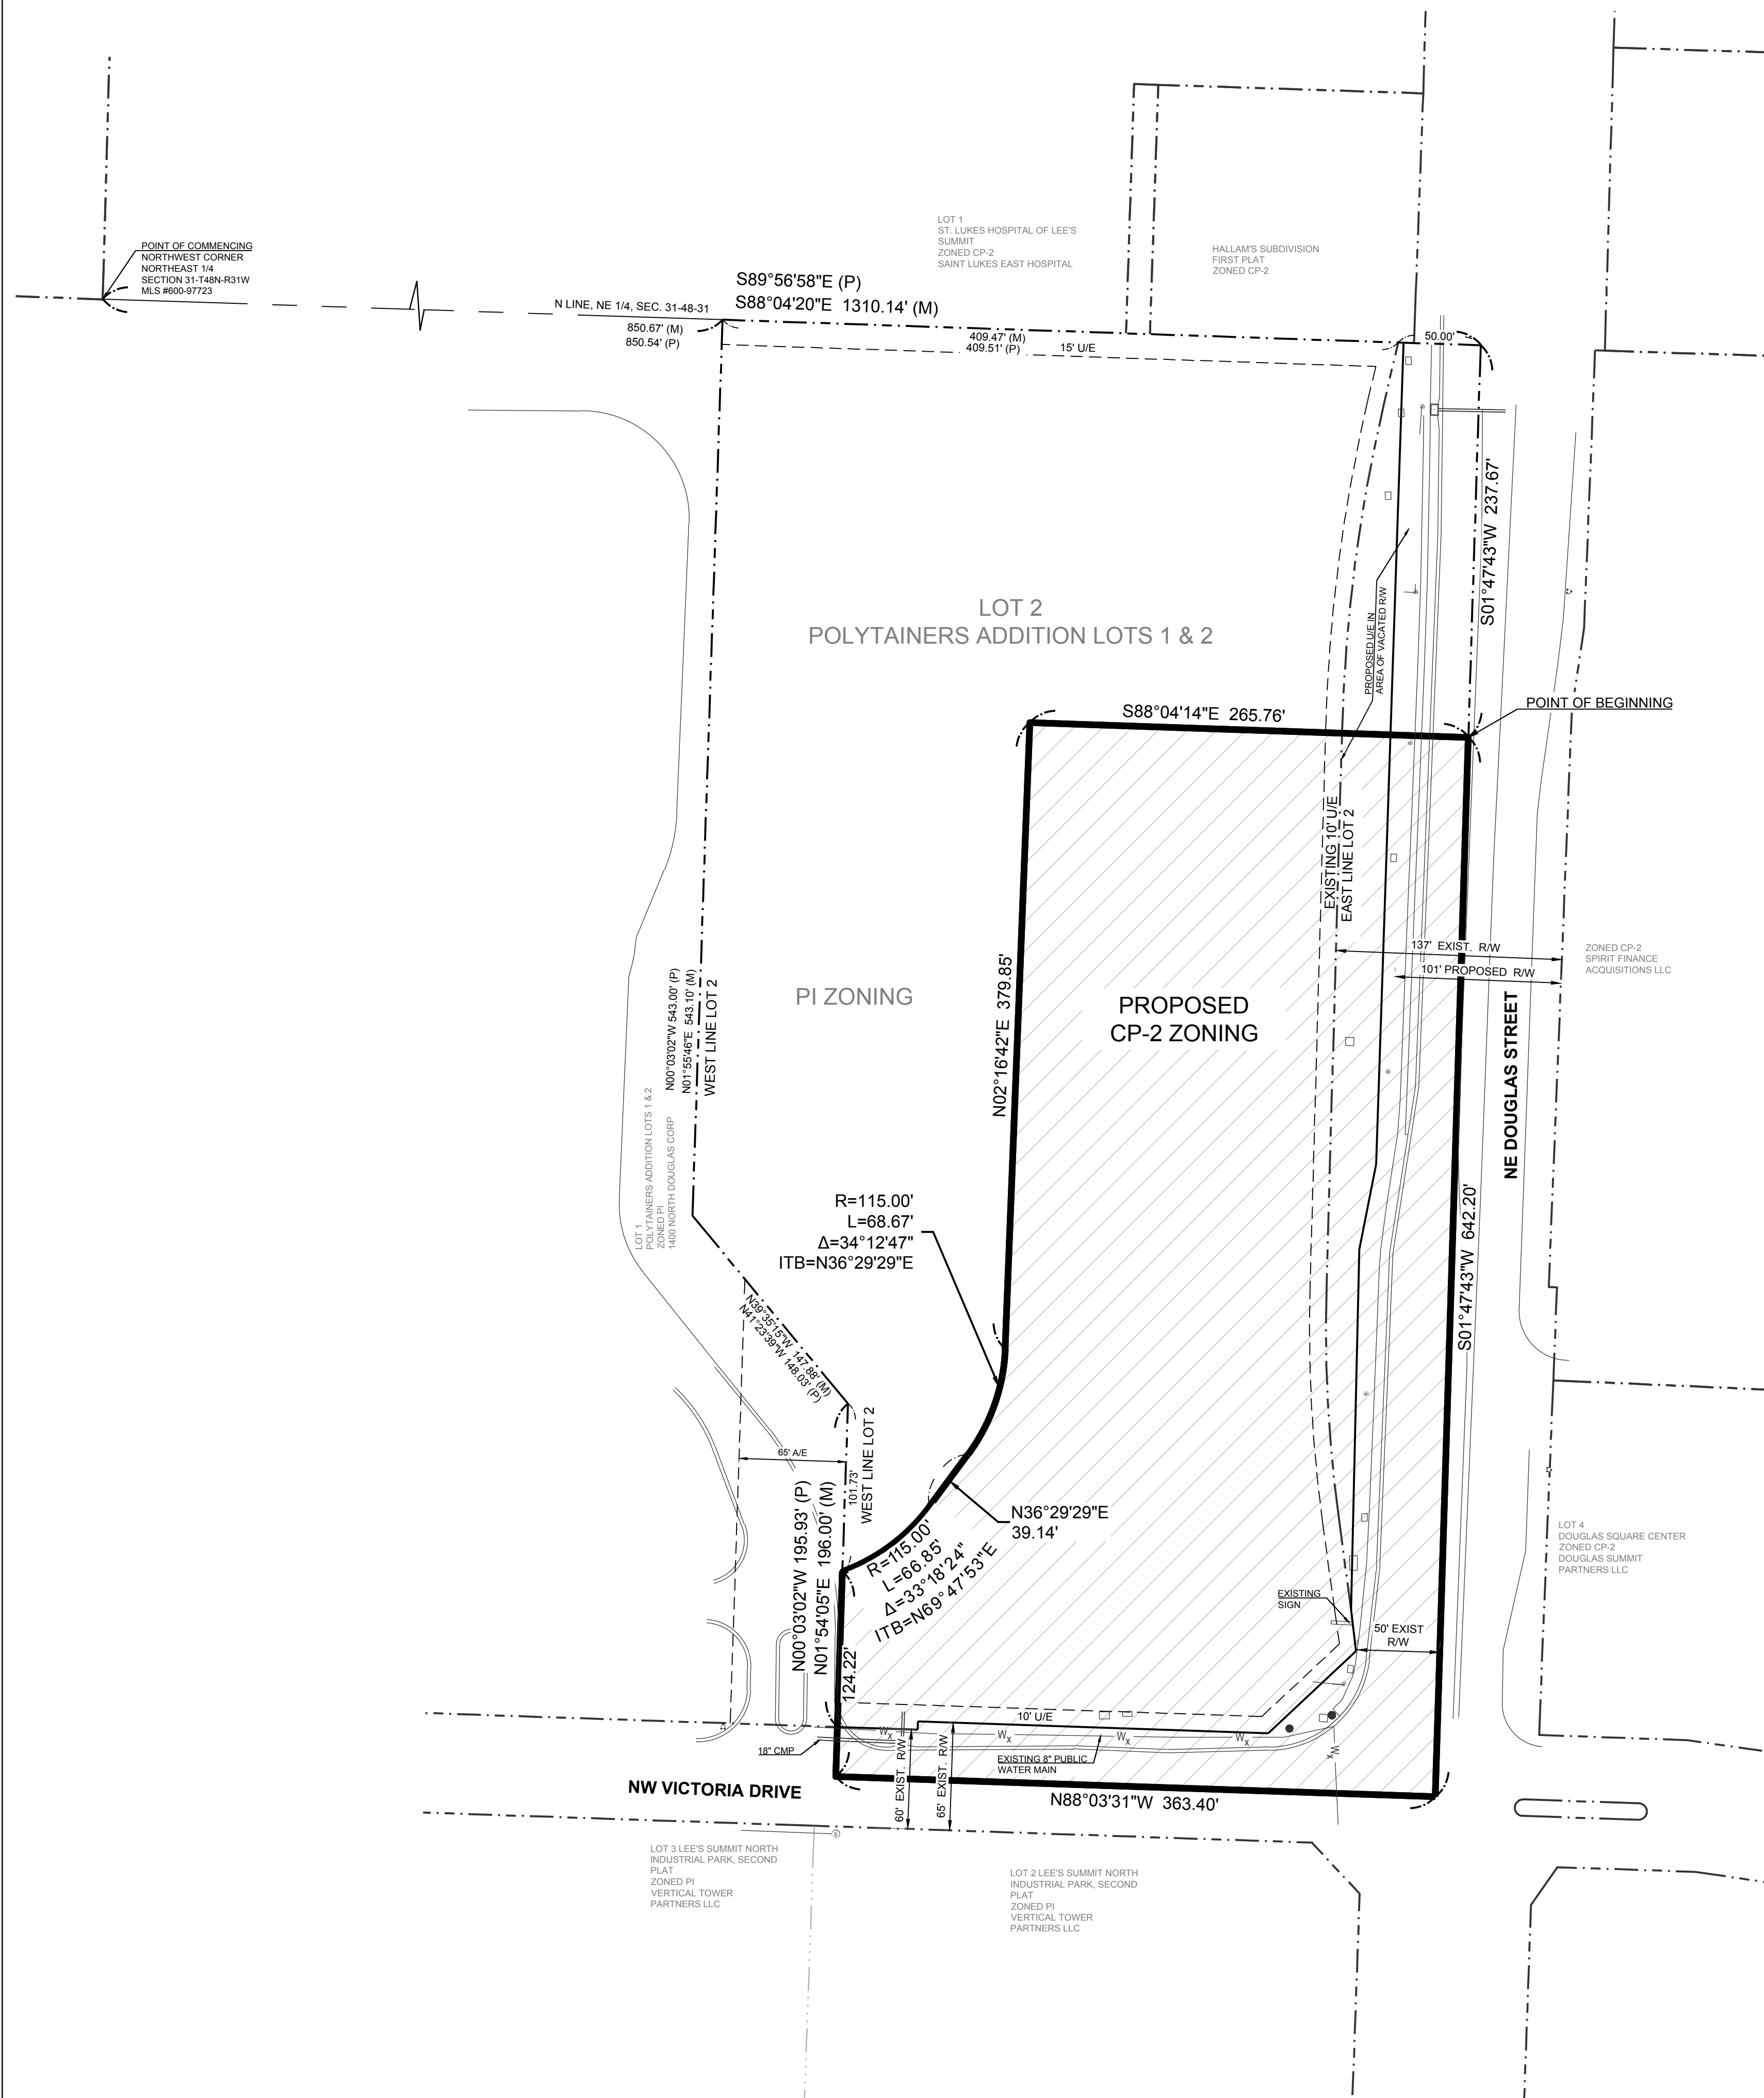 LOT 1
ST. LUKES HOSPITAL OF LEE'S
SUMMIT
ZONED CP-2
SAINT LUKES EAST HOSPITAL
HALLAM'S SUBDIVISION
FIRST PLAT
ZONED CP-2
POINT OF COMMENCING
NORTHWEST CORNER
NORTHEAST 1/4
SECTION 31-T48N-R31W
MLS #600-97723
S89°56'58"E (P)
S88°04'20"E 1310.14' (M)
N LINE, NE 1/4, SEC. 31-48-31
850.67' (M)
850.54' (P)
409.47' (M)
409.51' (P)
15' U/E
50.00'
S01°47'43"W 237.67'
PROPOSED U/E IN
AREA OF VACATED R/W
LOT 2
POLYTAINERS ADDITION LOTS 1 & 2
POINT OF BEGINNING
S88°04'14"E 265.76'
EXISTING 10' U/E
EAST LINE LOT 2
137' EXIST. R/W
101' PROPOSED R/W
ZONED CP-2
SPIRIT FINANCE
ACQUISITIONS LLC
PI ZONING
PROPOSED
CP-2 ZONING
N02°16'42"E 379.85'
N00°03'02"W 543.00' (P)
N01°55'46"E 543.10' (M)
WEST LINE LOT 2
NE DOUGLAS STREET
LOT 1
POLYTAINERS ADDITION LOTS 1 & 2
ZONED PI
1400 NORTH DOUGLAS CORP
R=115.00'
L=68.67'
Δ=34°12'47"
ITB=N36°29'29"E
S01°47'43"W 642.20'
N39°35'15"W 147.88' (M)
N41°23'39"W 148.03' (P)
65' A/E
101.73'
WEST LINE LOT 2
N00°03'02"W 195.93' (P)
N01°54'05"E 196.00' (M)
N36°29'29"E
39.14'
R=115.00'
L=66.85'
Δ=33°18'24"
ITB=N69°47'53"E
LOT 4
DOUGLAS SQUARE CENTER
ZONED CP-2
DOUGLAS SUMMIT
PARTNERS LLC
EXISTING
SIGN
50' EXIST
R/W
124.22'
10' U/E
W W W W W
X X X X X
18" CMP
60' EXIST. R/W
65' EXIST. R/W
EXISTING 8" PUBLIC
WATER MAIN
NW VICTORIA DRIVE
N88°03'31"W 363.40'
S
LOT 3 LEE'S SUMMIT NORTH
INDUSTRIAL PARK, SECOND
PLAT
ZONED PI
VERTICAL TOWER
PARTNERS LLC
LOT 2 LEE'S SUMMIT NORTH
INDUSTRIAL PARK, SECOND
PLAT
ZONED PI
VERTICAL TOWER
PARTNERS LLC